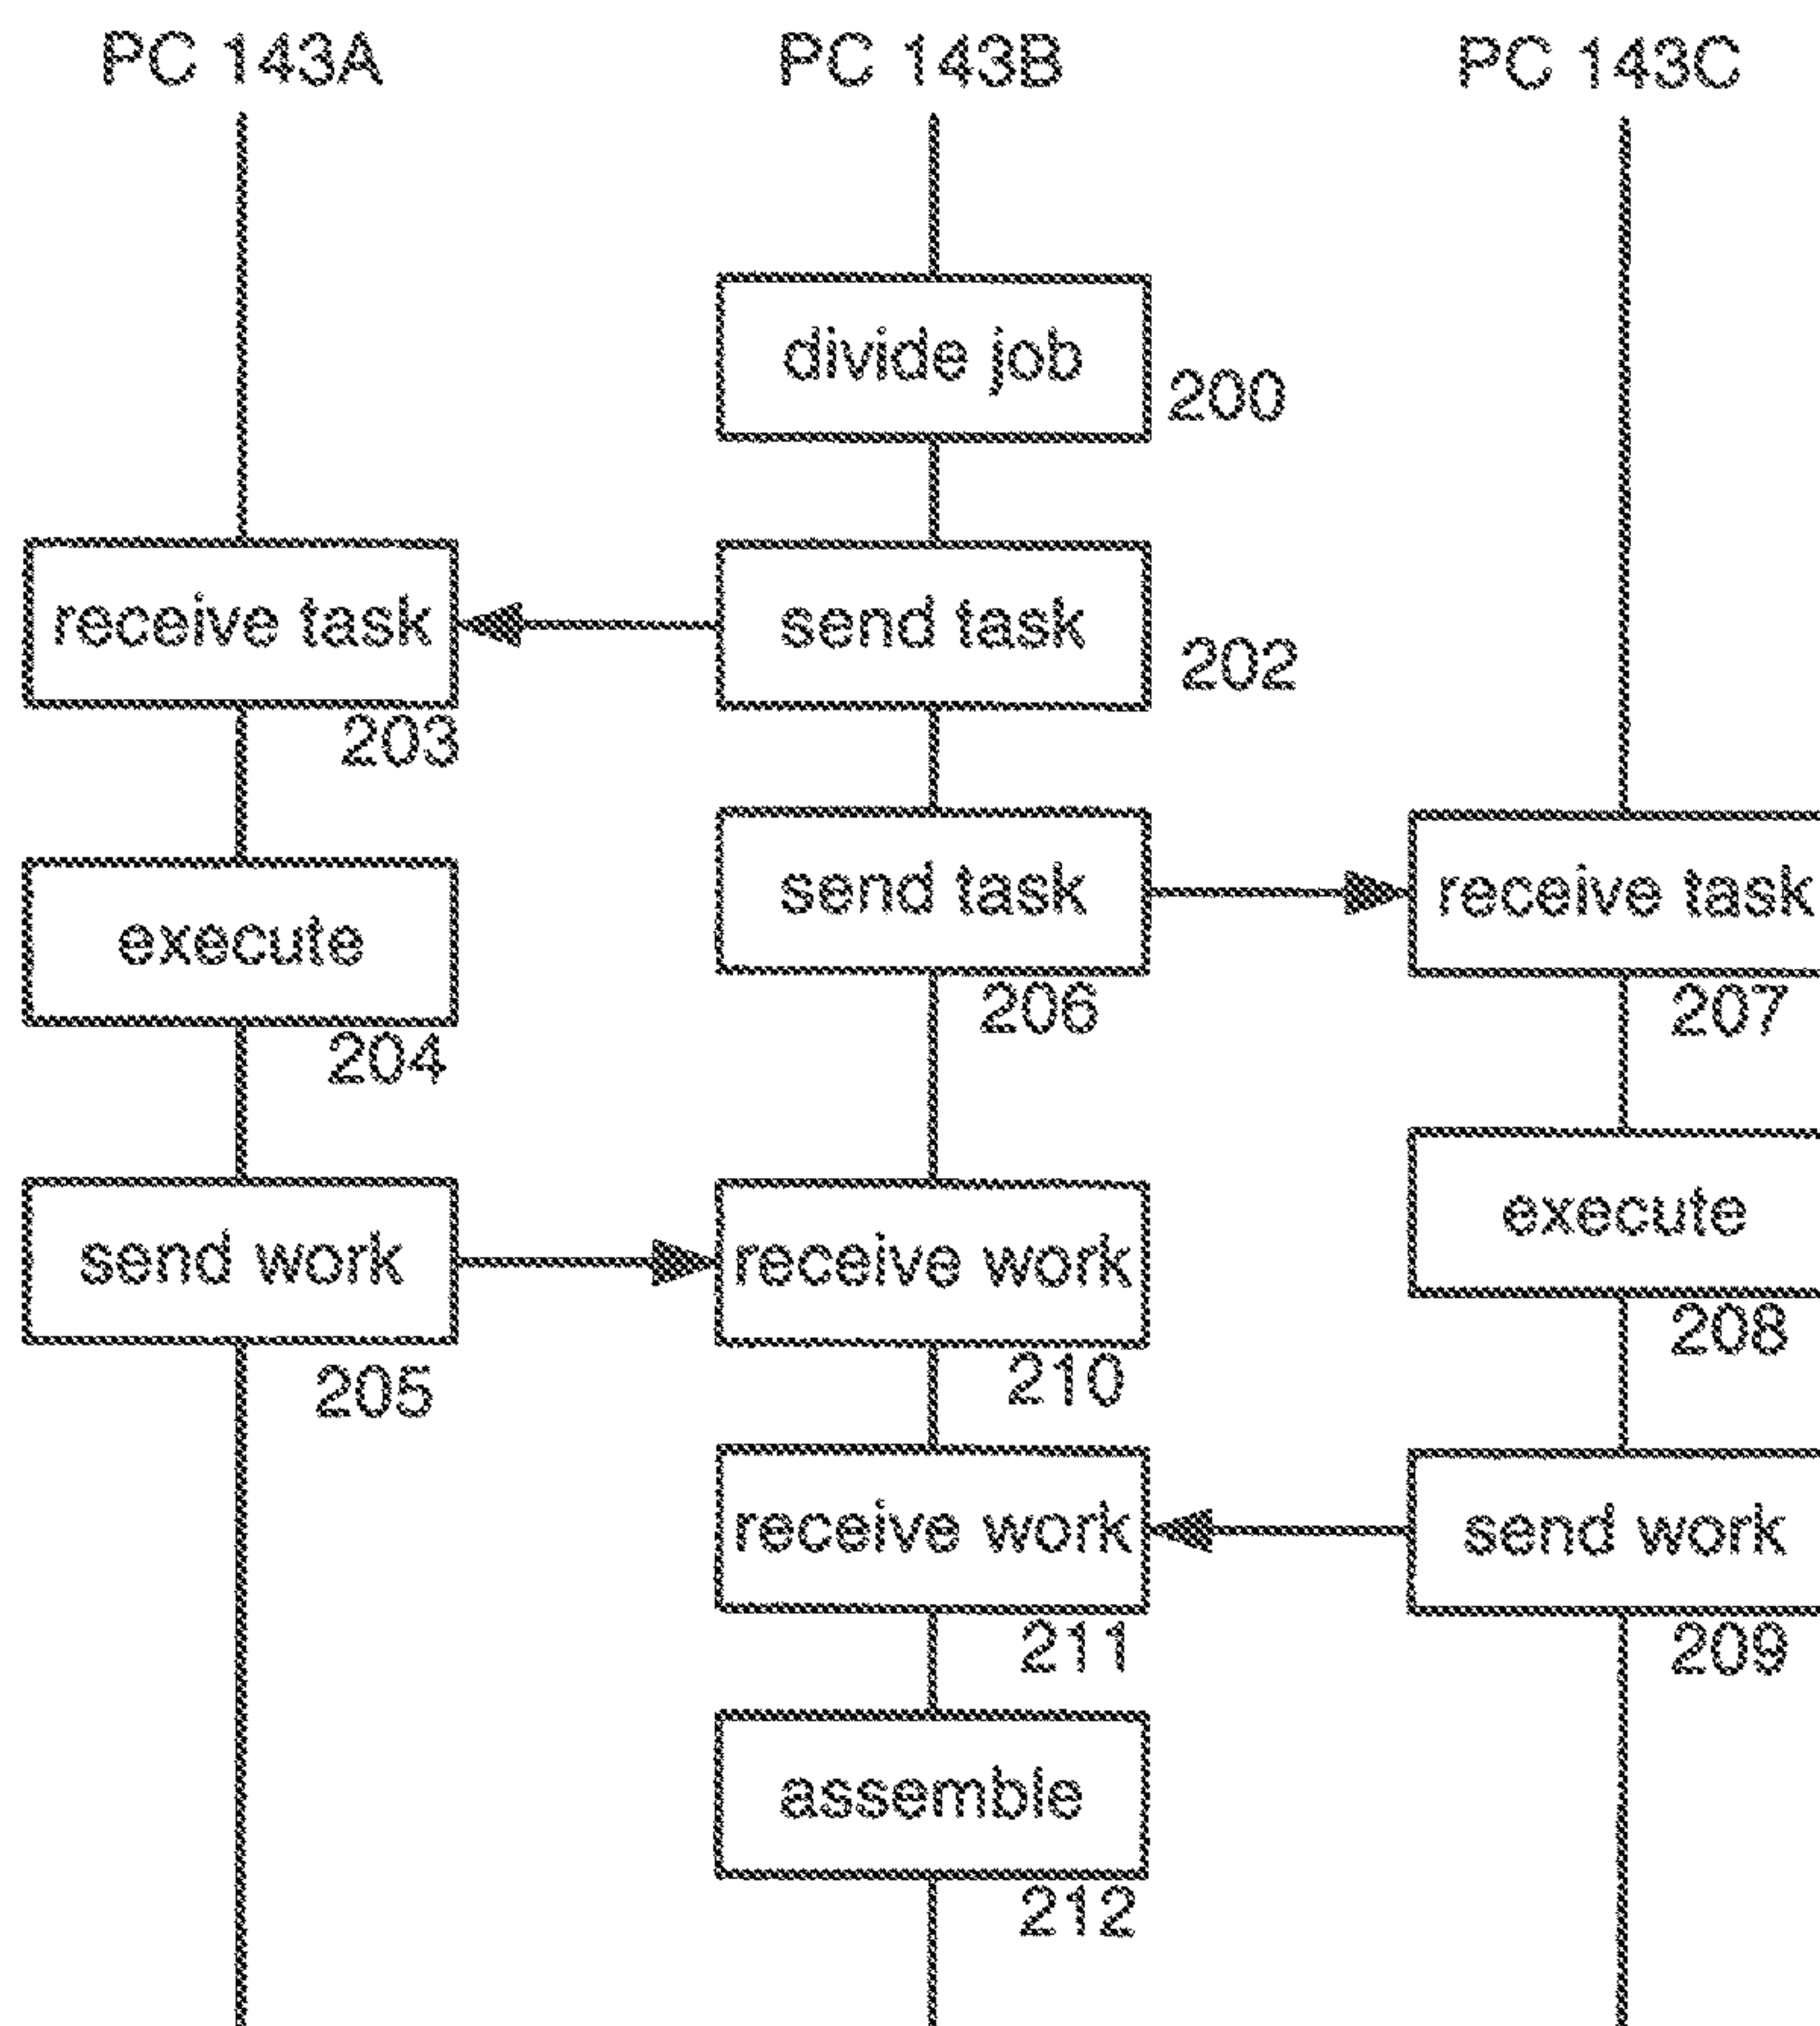 PC 143A
PC 143B
PC 143C
divide job
200
receive task
send task
202
203
send task
receive task
execute
206
207
204
execute
send work
receive work
208
205
210
receive work
send work
211
209
assemble
212